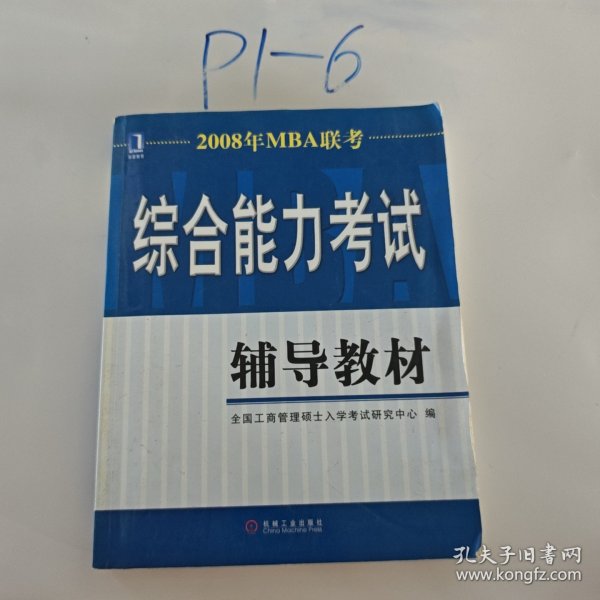 P1-6
2008年MBA联考
综合能力考试
辅导教材
全国工商管理硕士入学考试研究中心 编
机械工业出版社
China Machine Press
孔夫子旧书网
www.kongfz.com